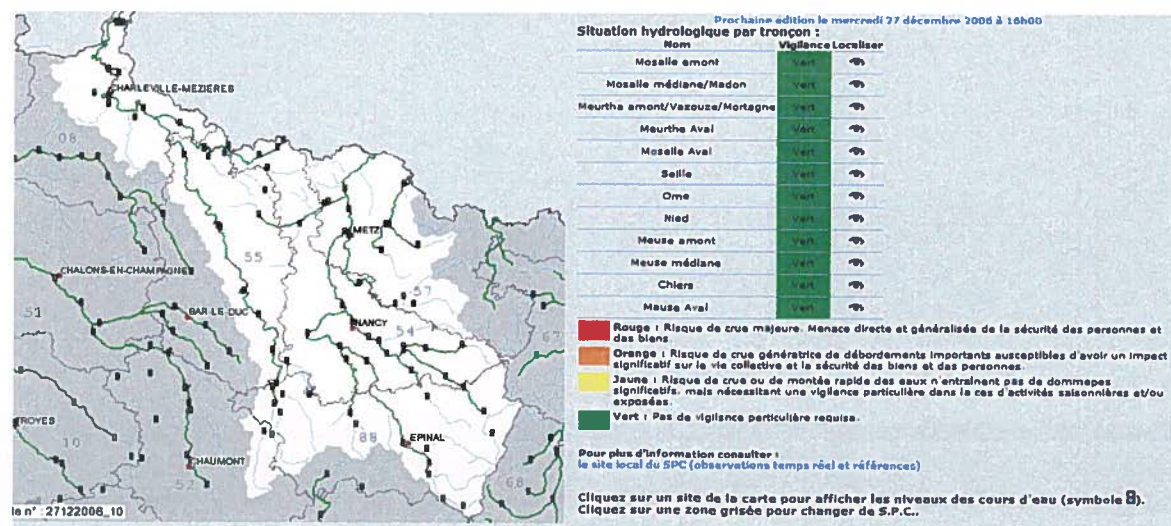 Prochaine édition le mercredi 27 décembre 2006 à 16h00
Situation hydrologique par tronçon :
Nom Vigilance Localiser
Moselle amont Vert
Moselle médiane/Madon Vert
Meurthe amont/Vezouze/Mortagne Vert
Meurthe Aval Vert
Moselle Aval Vert
Seille Vert
Orne Vert
Nied Vert
Meuse amont Vert
Meuse médiane Vert
Chiers Vert
Meuse Aval Vert
Rouge : Risque de crue majeure. Menace directe et généralisée de la sécurité des personnes et
des biens.
Orange : Risque de crue génératrice de débordements importants susceptibles d'avoir un impact
significatif sur la vie collective et la sécurité des biens et des personnes.
Jaune : Risque de crue ou de montée rapide des eaux n'entraînent pas de dommages
significatifs, mais nécessitant une vigilance particulière dans la cas d'activités saisonnières et/ou
exposées.
Vert : Pas de vigilance particulière requise.
Pour plus d'information consulter :
le site local du SPC (observations temps réel et références)
Cliquez sur un site de la carte pour afficher les niveaux des cours d'eau (symbole 8).
Cliquez sur une zone grisée pour changer de S.P.C..
CHARLEVILLE-MEZIERES
08
METZ
55
CHALONS-EN-CHAMPAGNE
57
51
BAR-LE-DUC
NANCY
54
67
TROYES
10
88
EPINAL
CHAUMONT
52
68
te n° : 27122006_10